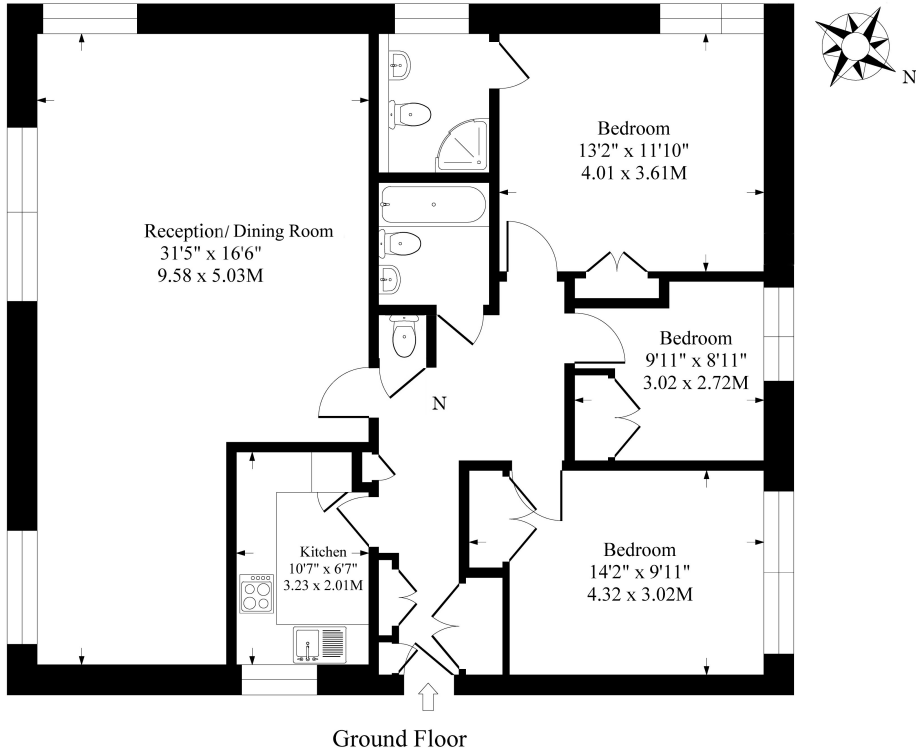 N
Bedroom
13'2" x 11'10"
4.01 x 3.61M
Reception/ Dining Room
31'5" x 16'6"
9.58 x 5.03M
Bedroom
9'11" x 8'11"
3.02 x 2.72M
N
Kitchen
10'7" x 6'7"
3.23 x 2.01M
Bedroom
14'2" x 9'11"
4.32 x 3.02M
Ground Floor